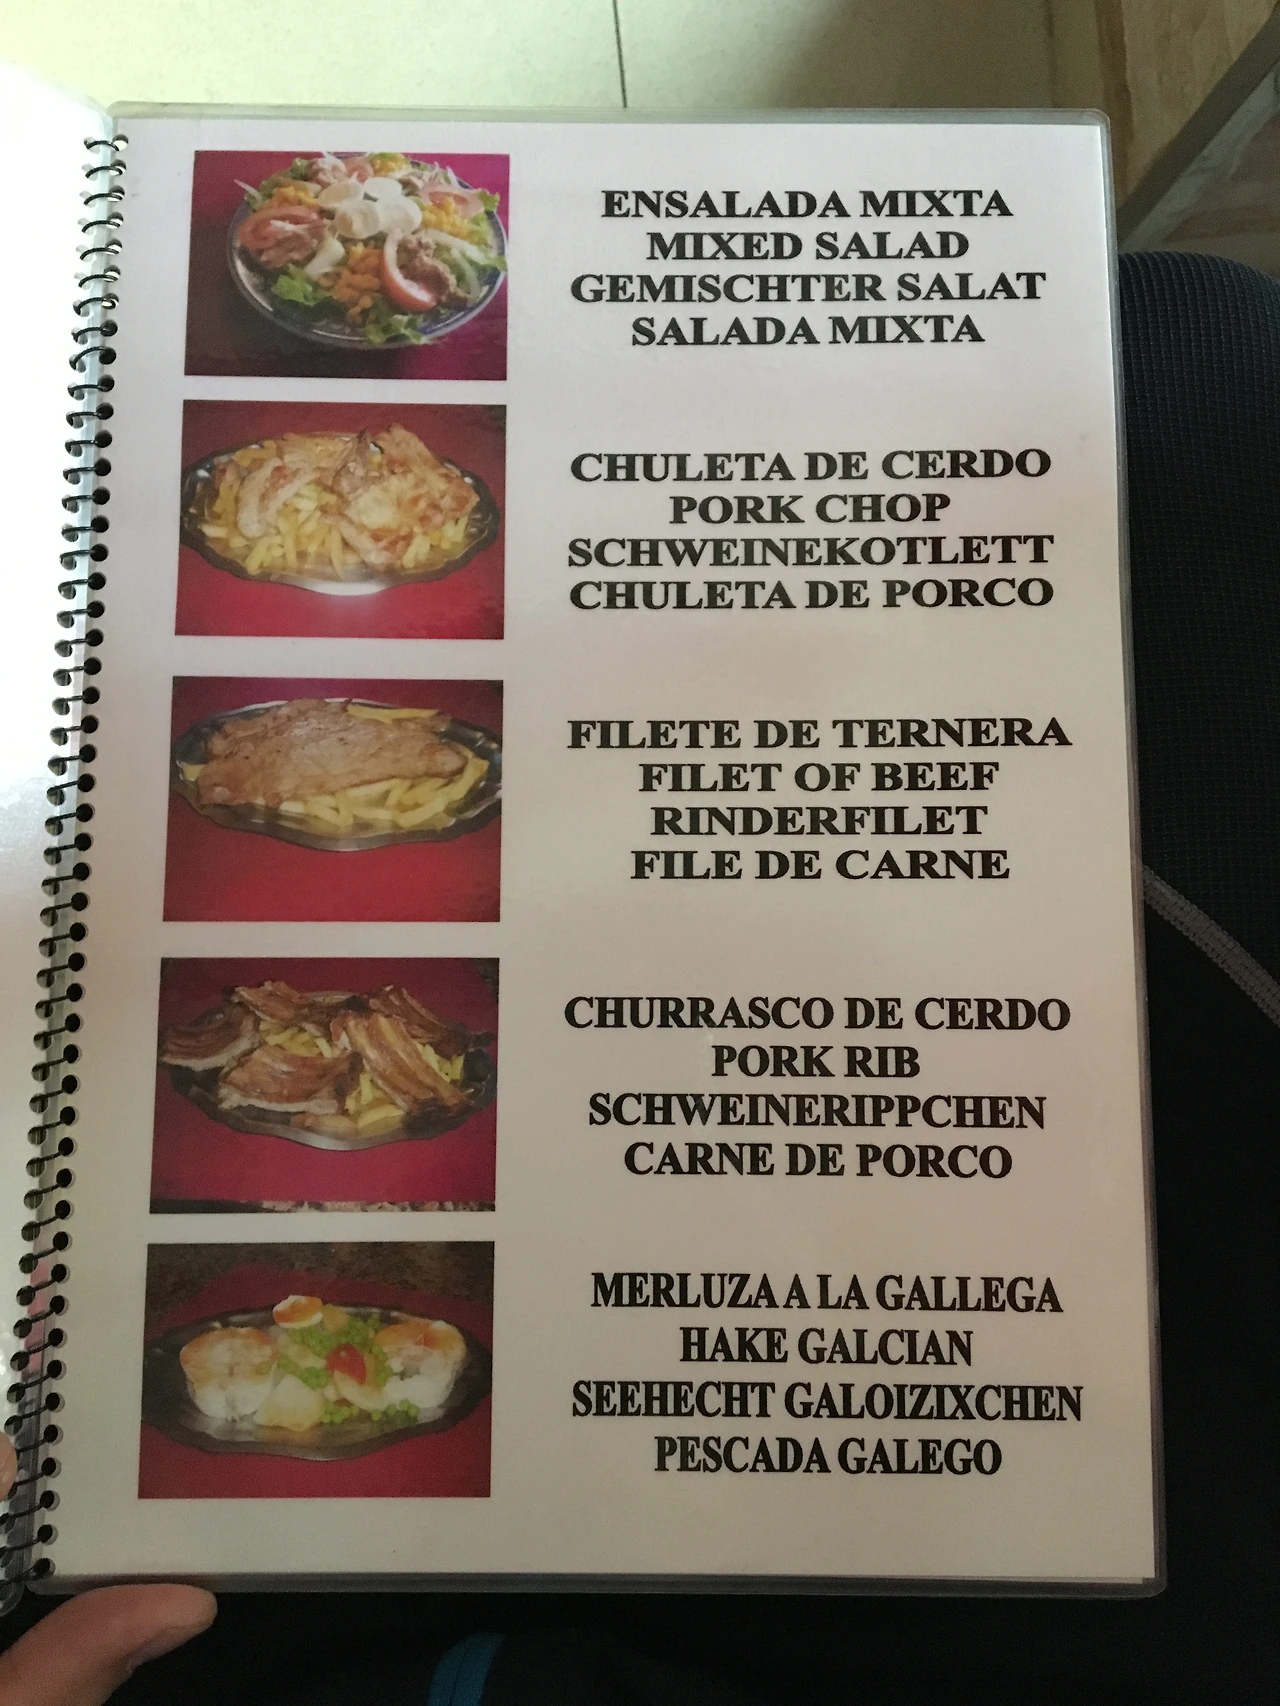 ENSALADA MIXTA
MIXED SALAD
GEMISCHTER SALAT
SALADA MIXTA
CHULETA DE CERDO
PORK CHOP
SCHWEINEKOTLETT
CHULETA DE PORCO
FILETE DE TERNERA
FILET OF BEEF
RINDERFILET
FILE DE CARNE
CHURRASCO DE CERDO
PORK RIB
SCHWEINERIPPCHEN
CARNE DE PORCO
MERLUZA A LA GALLEGA
HAKE GALCIAN
SEEHECHT GALOIZIXCHEN
PESCADA GALEGO